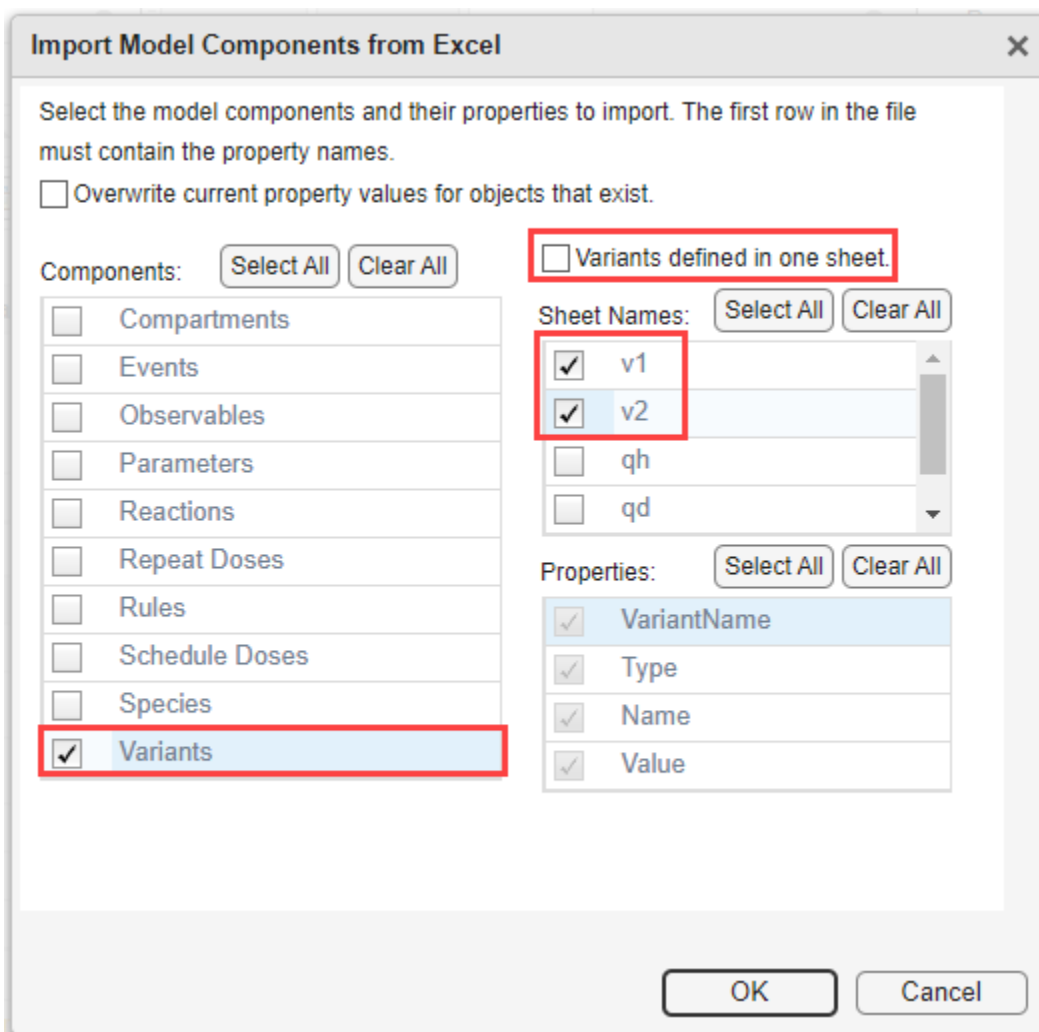 Import Model Components from Excel
Select the model components and their properties to import. The first row in the file
must contain the property names.
Overwrite current property values for objects that exist.
Components:
Select All
Clear All
Compartments
Events
Observables
Parameters
Reactions
Repeat Doses
Rules
Schedule Doses
Species
Variants
Variants defined in one sheet.
Sheet Names:
Select All
Clear All
v1
v2
qh
qd
Properties:
Select All
Clear All
VariantName
Type
Name
Value
OK
Cancel